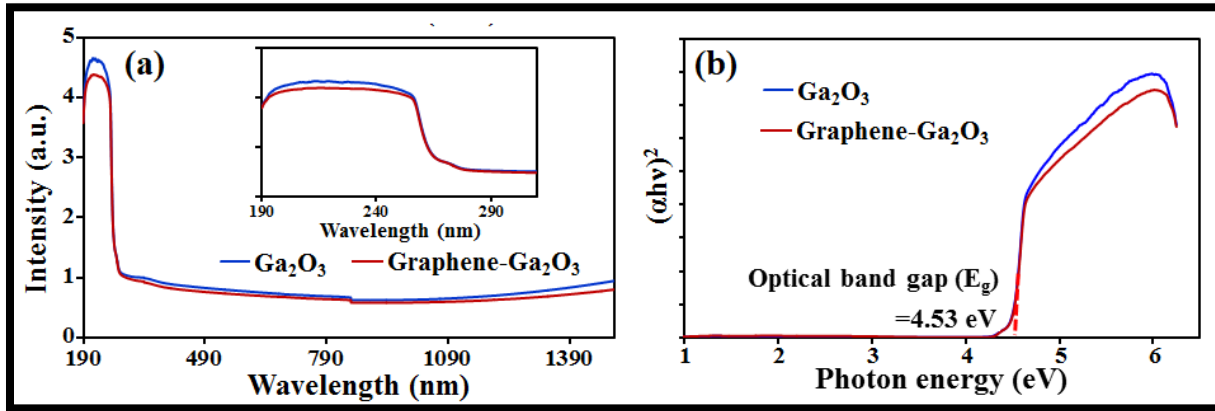 (a)
Intensity (a.u.)
5
4
3
2
1
0
190
490
790
1090
1390
Wavelength (nm)
Ga₂O₃
Graphene-Ga₂O₃
190
240
290
Wavelength (nm)
(b)
(αhν)²
Ga₂O₃
Graphene-Ga₂O₃
Optical band gap (E_g)
=4.53 eV
1
2
3
4
5
6
Photon energy (eV)